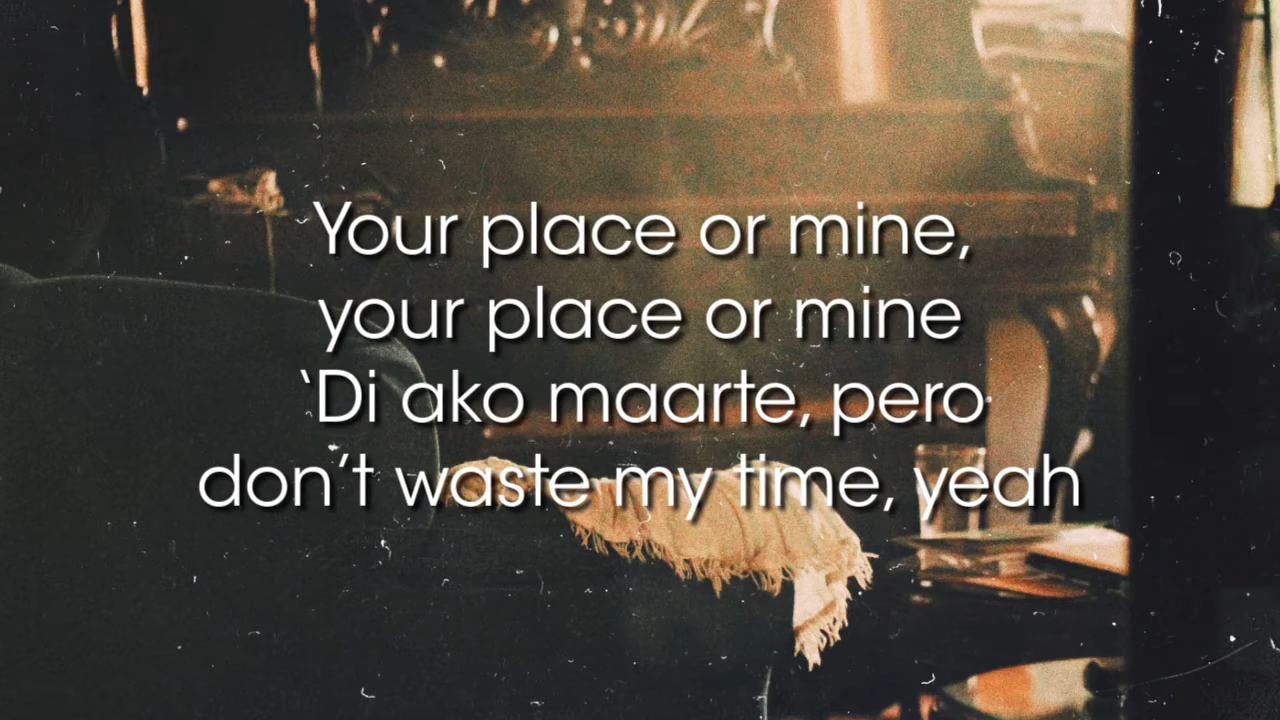 Your place or mine,
your place or mine
‘Di ako maarte, pero
don’t waste my time, yeah